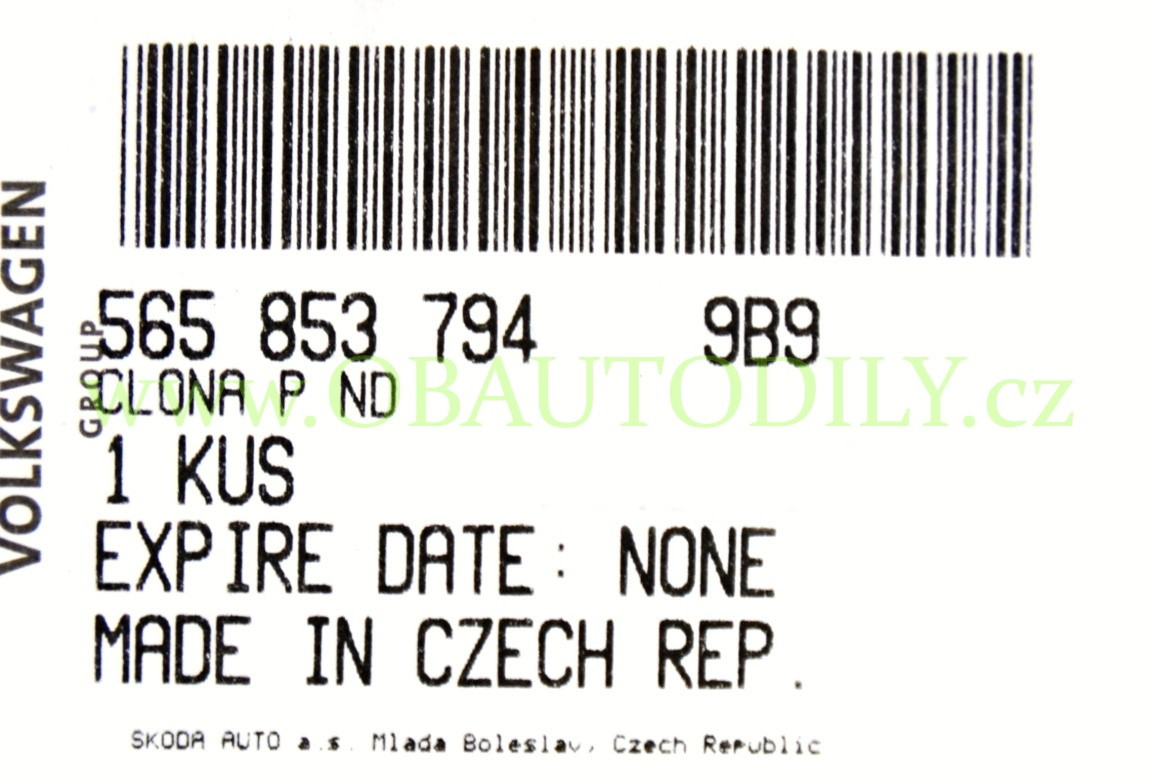 VOLKSWAGEN
GROUP
565 853 794 9B9
CLONA P ND
www.OBAUTODILY.cz
1 KUS
EXPIRE DATE: NONE
MADE IN CZECH REP.
SKODA AUTO a.s. Mlada Boleslav, Czech Republic